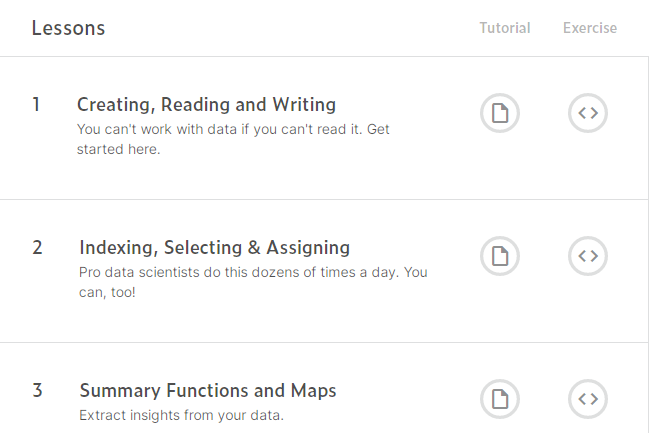 Lessons Tutorial Exercise
1 Creating, Reading and Writing
You can't work with data if you can't read it. Get
started here.
2 Indexing, Selecting & Assigning
Pro data scientists do this dozens of times a day. You
can, too!
3 Summary Functions and Maps
Extract insights from your data.